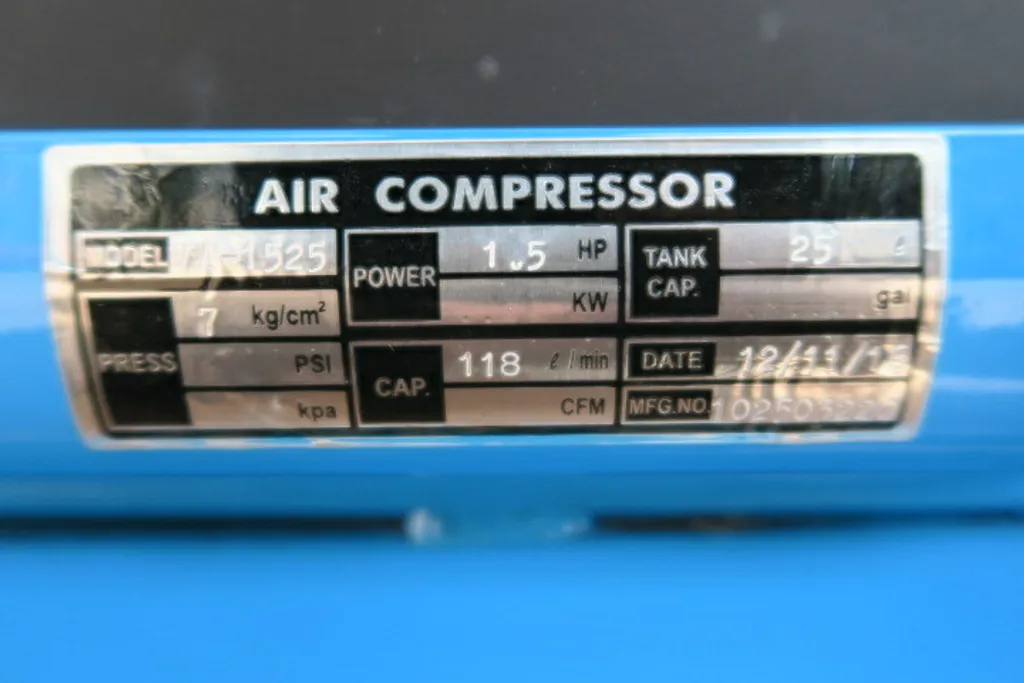 AIR COMPRESSOR
MODEL
PRESS 7 kg/cm²
PSI
kpa
POWER 1.5 HP
KW
CAP. 118 ℓ/min
CFM
TANK CAP. 25 ℓ
gal
DATE
MFG.NO.